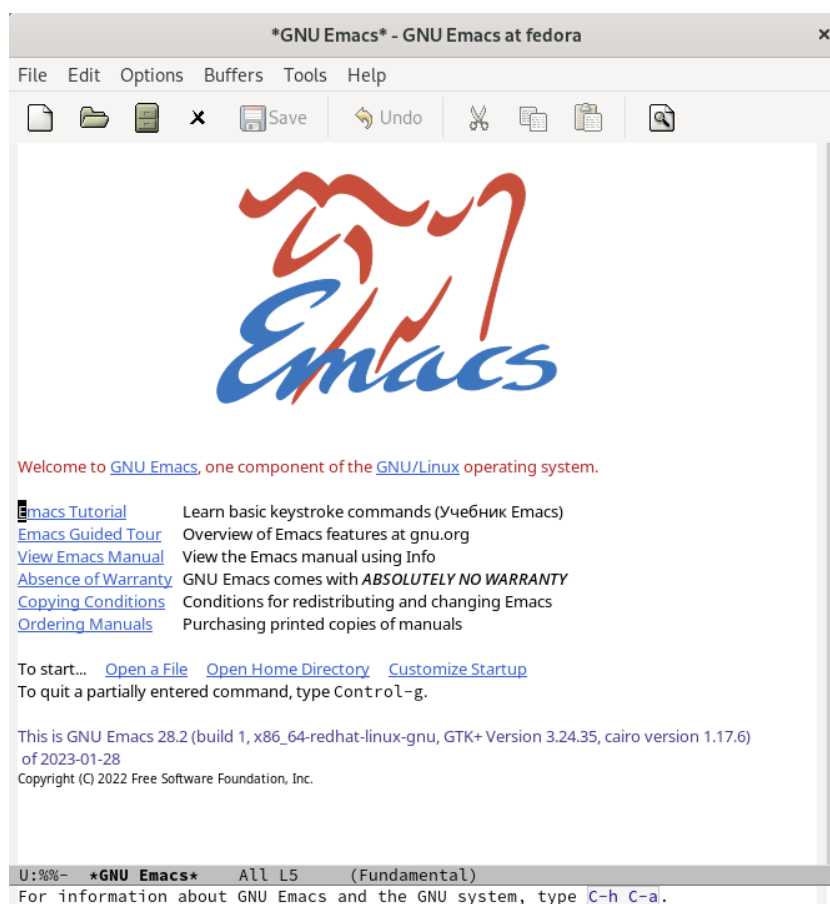 *GNU Emacs* - GNU Emacs at fedora ×
File Edit Options Buffers Tools Help
Save Undo
Emacs
Welcome to GNU Emacs, one component of the GNU/Linux operating system.
Emacs Tutorial Learn basic keystroke commands (Учебник Emacs)
Emacs Guided Tour Overview of Emacs features at gnu.org
View Emacs Manual View the Emacs manual using Info
Absence of Warranty GNU Emacs comes with ABSOLUTELY NO WARRANTY
Copying Conditions Conditions for redistributing and changing Emacs
Ordering Manuals Purchasing printed copies of manuals
To start... Open a File Open Home Directory Customize Startup
To quit a partially entered command, type Control-g.
This is GNU Emacs 28.2 (build 1, x86_64-redhat-linux-gnu, GTK+ Version 3.24.35, cairo version 1.17.6)
of 2023-01-28
Copyright (C) 2022 Free Software Foundation, Inc.
U:%%- *GNU Emacs* All L5 (Fundamental)
For information about GNU Emacs and the GNU system, type C-h C-a.